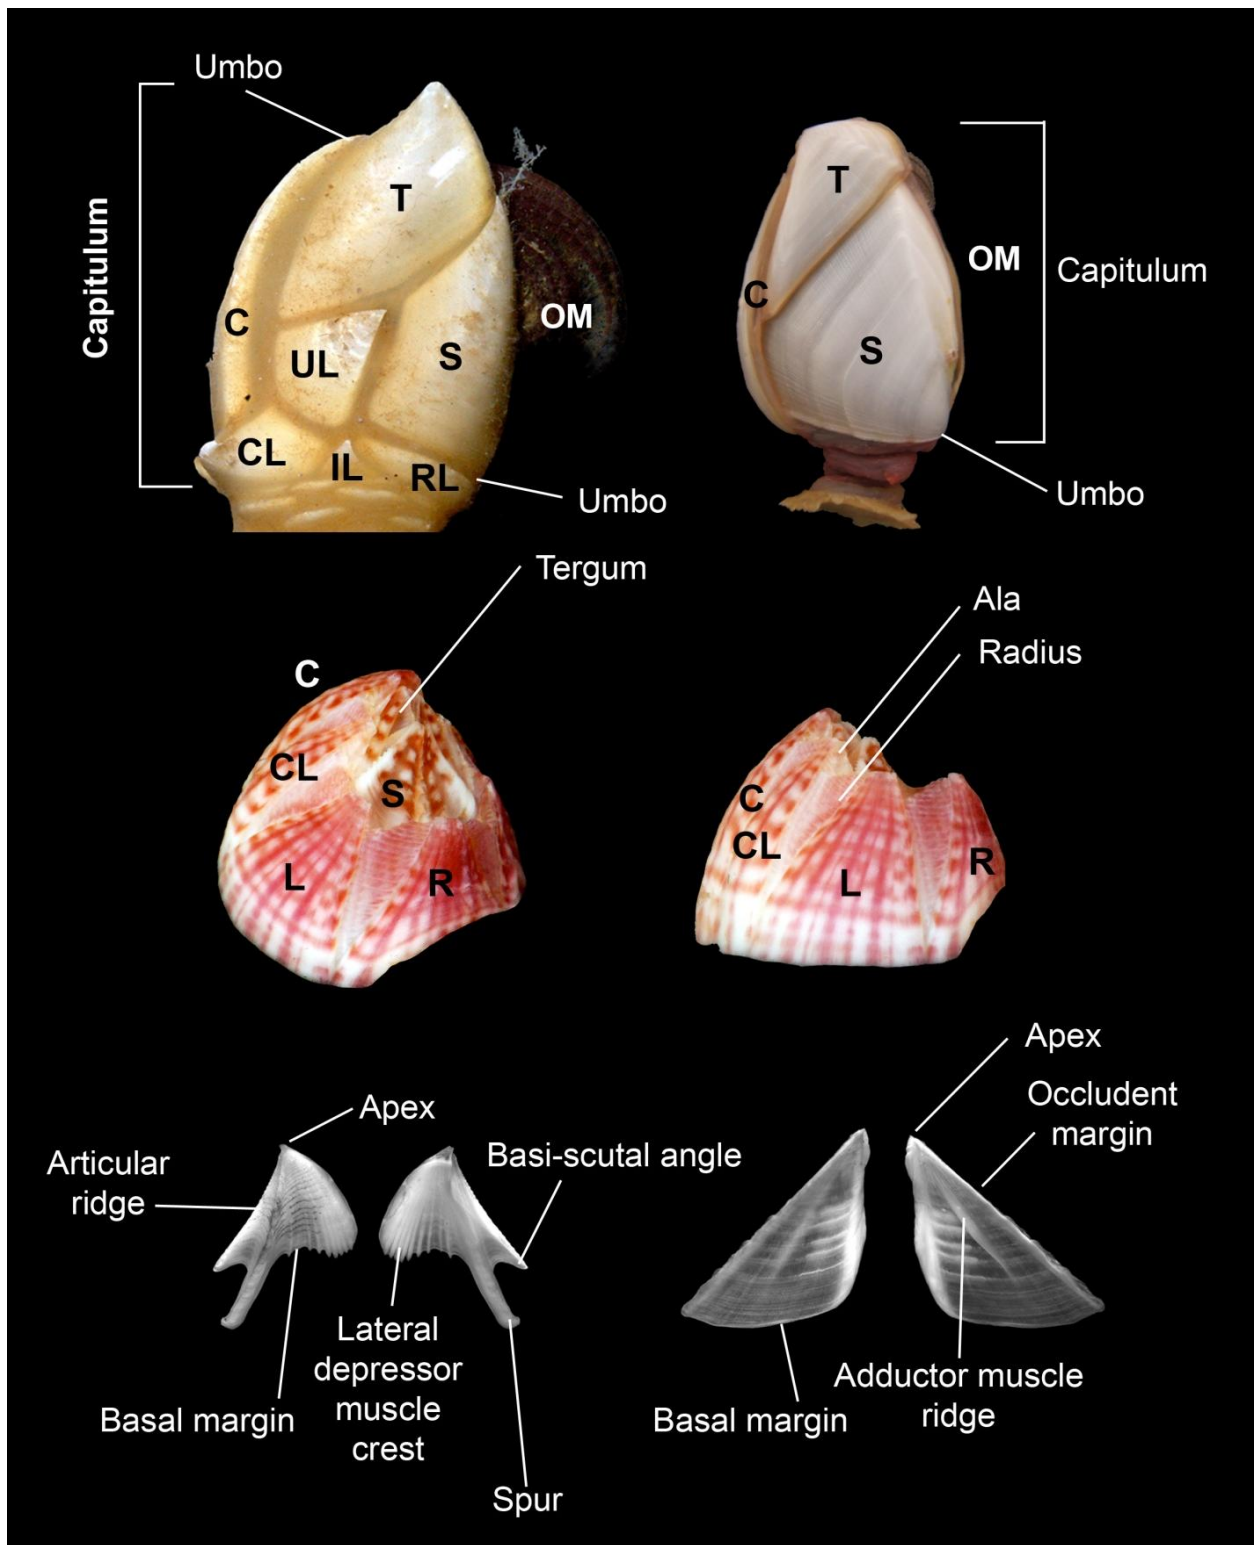 Umbo
Capitulum
T
C
UL
S
OM
CL
IL
RL
Umbo
T
C
S
OM
Capitulum
Umbo
Tergum
C
CL
S
L
R
Ala
Radius
C
CL
L
R
Apex
Articular
ridge
Basi-scutal angle
Basal margin
Lateral
depressor
muscle
crest
Spur
Apex
Occludent
margin
Adductor muscle
ridge
Basal margin